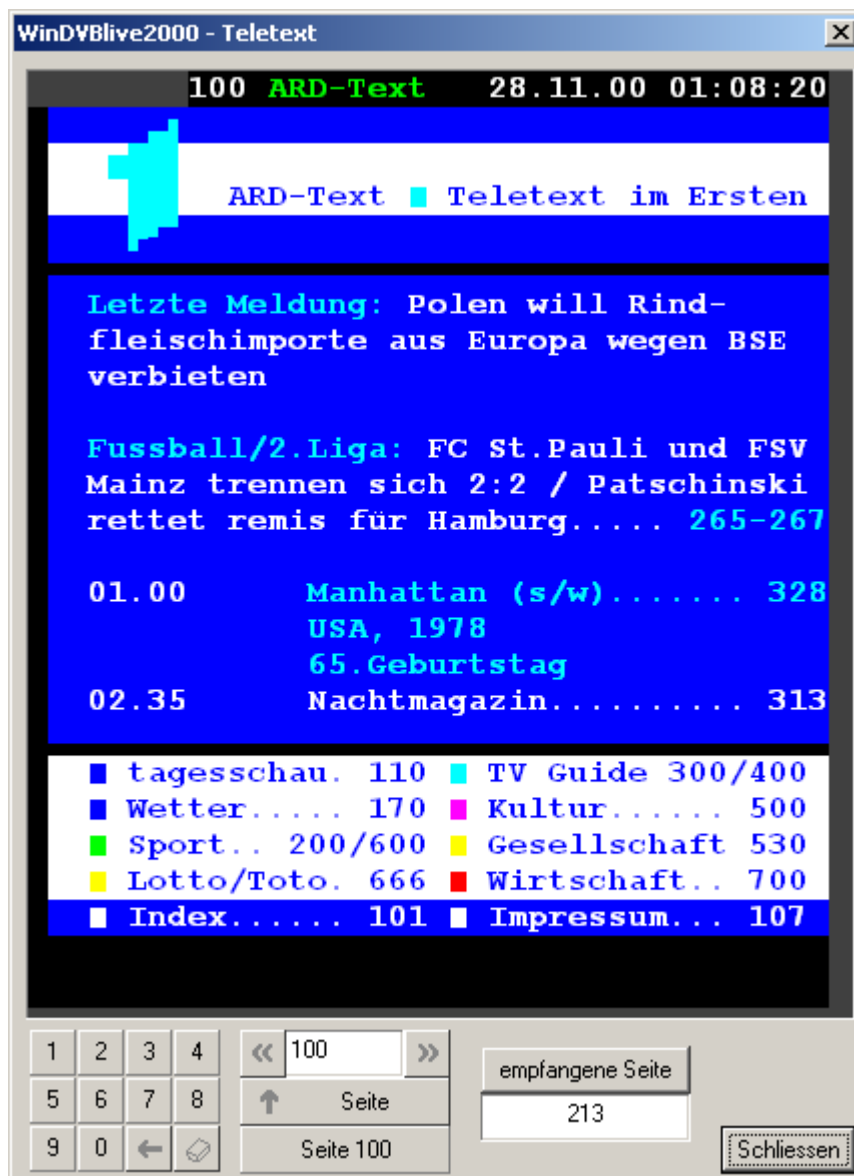 WinDVBlive2000 - Teletext
100 ARD-Text 28.11.00 01:08:20
ARD-Text Teletext im Ersten
Letzte Meldung: Polen will Rind-
fleischimporte aus Europa wegen BSE
verbieten
Fussball/2.Liga: FC St.Pauli und FSV
Mainz trennen sich 2:2 / Patschinski
rettet remis für Hamburg..... 265-267
01.00 Manhattan (s/w)....... 328
USA, 1978
65.Geburtstag
02.35 Nachtmagazin.......... 313
tagesschau. 110 TV Guide 300/400
Wetter..... 170 Kultur...... 500
Sport.. 200/600 Gesellschaft 530
Lotto/Toto. 666 Wirtschaft.. 700
Index...... 101 Impressum... 107
1 2 3 4 << 100 >>
empfangene Seite
5 6 7 8 Seite
213
9 0 Seite 100
Schliessen